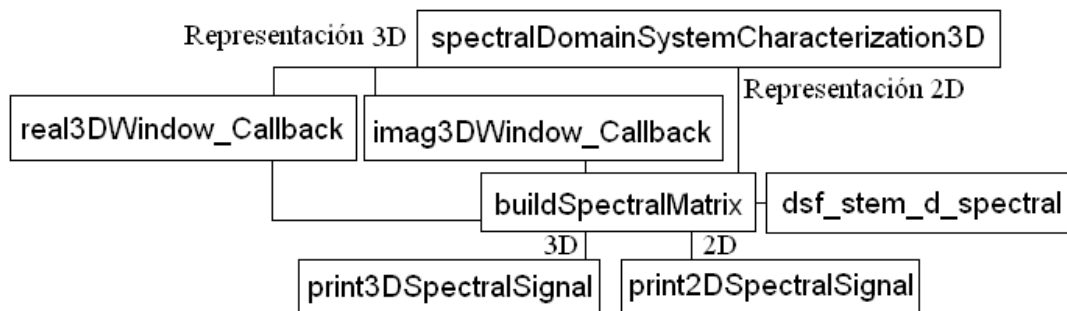 Representación 3D
spectralDomainSystemCharacterization3D
Representación 2D
real3DWindow_Callback
imag3DWindow_Callback
buildSpectralMatrix
dsf_stem_d_spectral
3D
2D
print3DSpectralSignal
print2DSpectralSignal